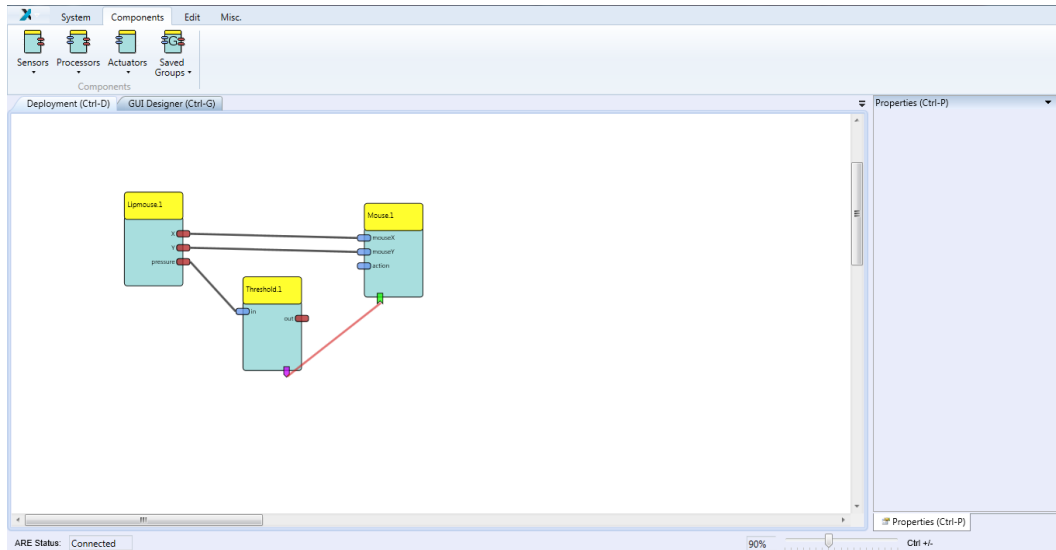 System Components Edit Misc.
Sensors Processors Actuators Saved
Groups
Components
Deployment (Ctrl-D) GUI Designer (Ctrl-G)
Properties (Ctrl-P)
Lipmouse.1
X
Y
pressure
Mouse.1
mouseX
mouseY
action
Threshold.1
in
out
Properties (Ctrl-P)
ARE Status: Connected
90%
Ctrl +/-